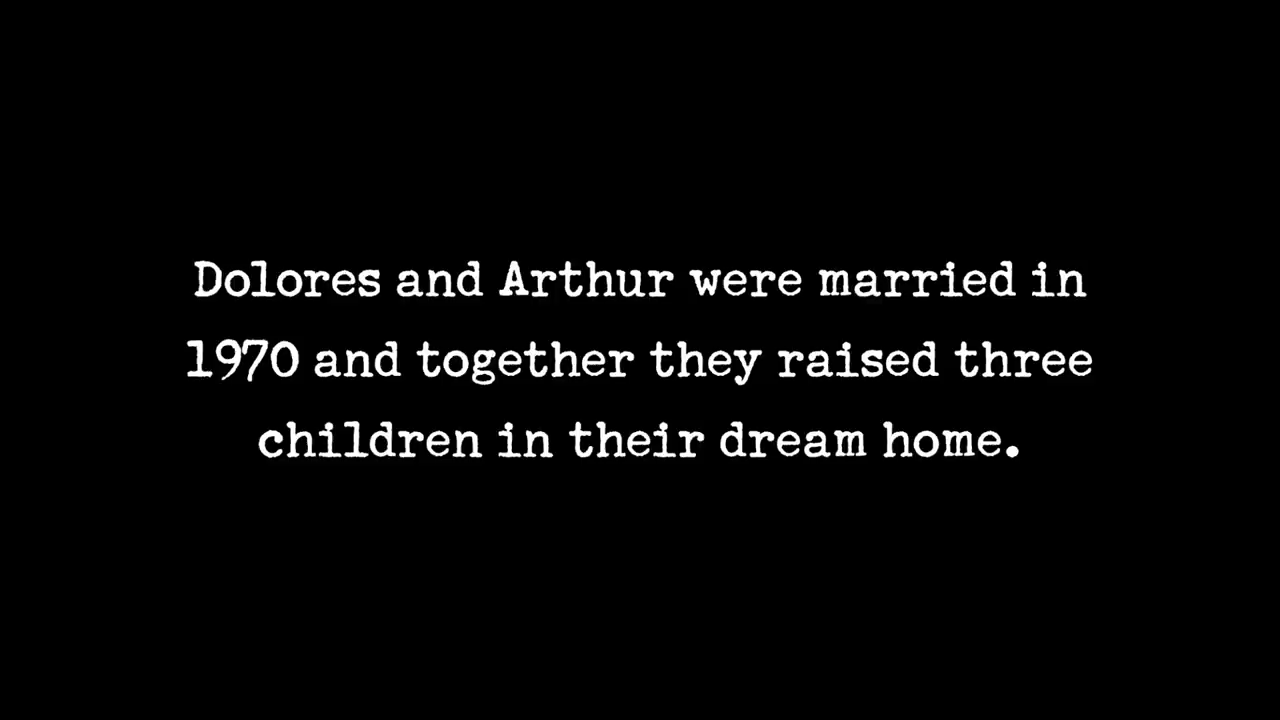 Dolores and Arthur were married in
1970 and together they raised three
children in their dream home.